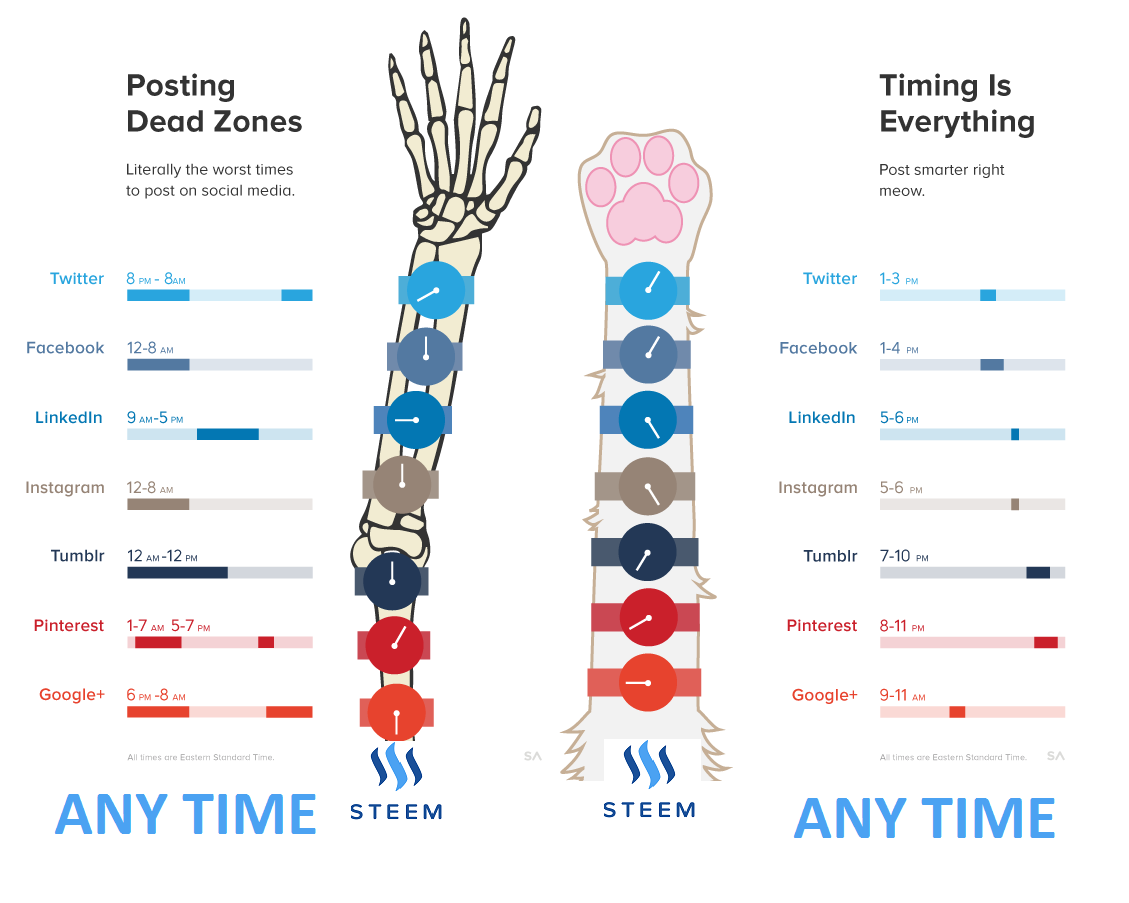 Posting
Dead Zones
Literally the worst times
to post on social media.
Twitter 8 PM - 8AM
Facebook 12-8 AM
LinkedIn 9 AM-5 PM
Instagram 12-8 AM
Tumblr 12 AM -12 PM
Pinterest 1-7 AM 5-7 PM
Google+ 6 PM -8 AM
All times are Eastern Standard Time.
SA
ANY TIME
STEEM
Timing Is
Everything
Post smarter right
meow.
Twitter 1-3 PM
Facebook 1-4 PM
LinkedIn 5-6 PM
Instagram 5-6 PM
Tumblr 7-10 PM
Pinterest 8-11 PM
Google+ 9-11 AM
All times are Eastern Standard Time.
SA
STEEM
ANY TIME